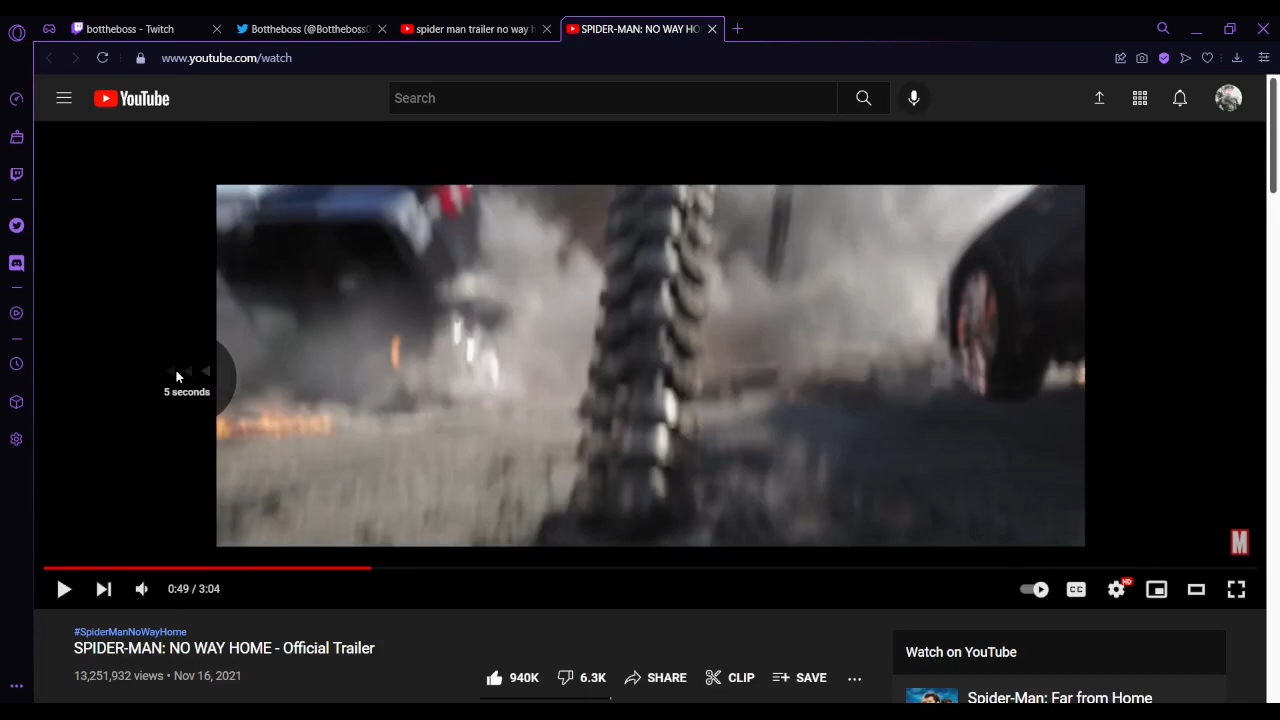 bottheboss - Twitch
Bottheboss (@Bottheboss
spider man trailer no way h
SPIDER-MAN: NO WAY HO
www.youtube.com/watch
YouTube
Search
5 seconds
M
0:49 / 3:04
CC
HD
#SpiderManNoWayHome
SPIDER-MAN: NO WAY HOME - Official Trailer
13,251,932 views • Nov 16, 2021
940K
6.3K
SHARE
CLIP
SAVE
Watch on YouTube
Spider-Man: Far from Home